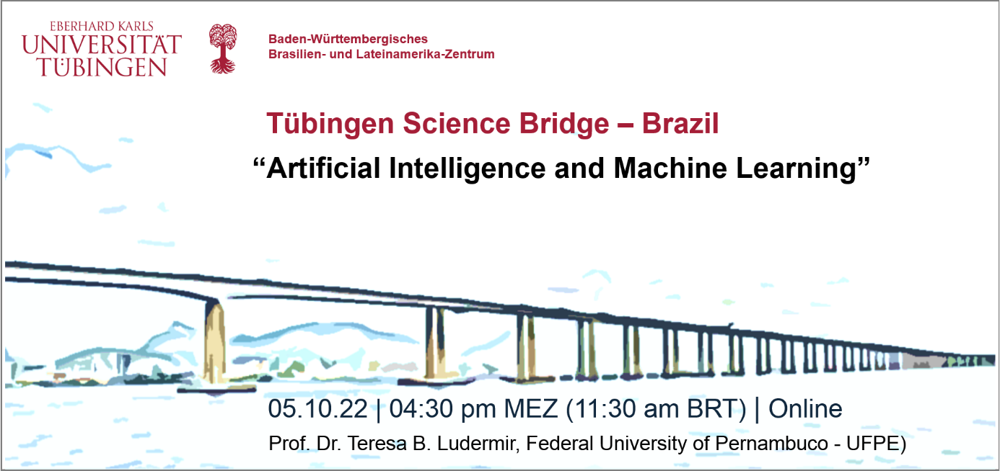 EBERHARD KARLS
UNIVERSITÄT
TÜBINGEN
Baden-Württembergisches
Brasilien- und Lateinamerika-Zentrum
Tübingen Science Bridge – Brazil
“Artificial Intelligence and Machine Learning”
05.10.22 | 04:30 pm MEZ (11:30 am BRT) | Online
Prof. Dr. Teresa B. Ludermir, Federal University of Pernambuco - UFPE)